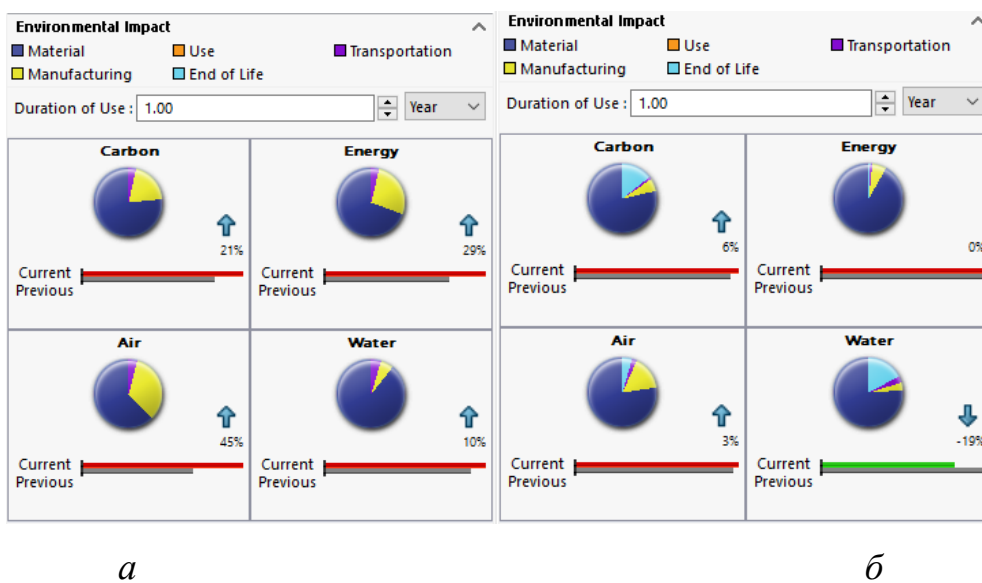 Environmental Impact
Material Use Transportation
Manufacturing End of Life
Duration of Use : 1.00 Year
Carbon Energy
21% 29%
Current Current
Previous Previous
Air Water
45% 10%
Current Current
Previous Previous
а
Environmental Impact
Material Use Transportation
Manufacturing End of Life
Duration of Use : 1.00 Year
Carbon Energy
6% 0%
Current Current
Previous Previous
Air Water
3% -19%
Current Current
Previous Previous
б